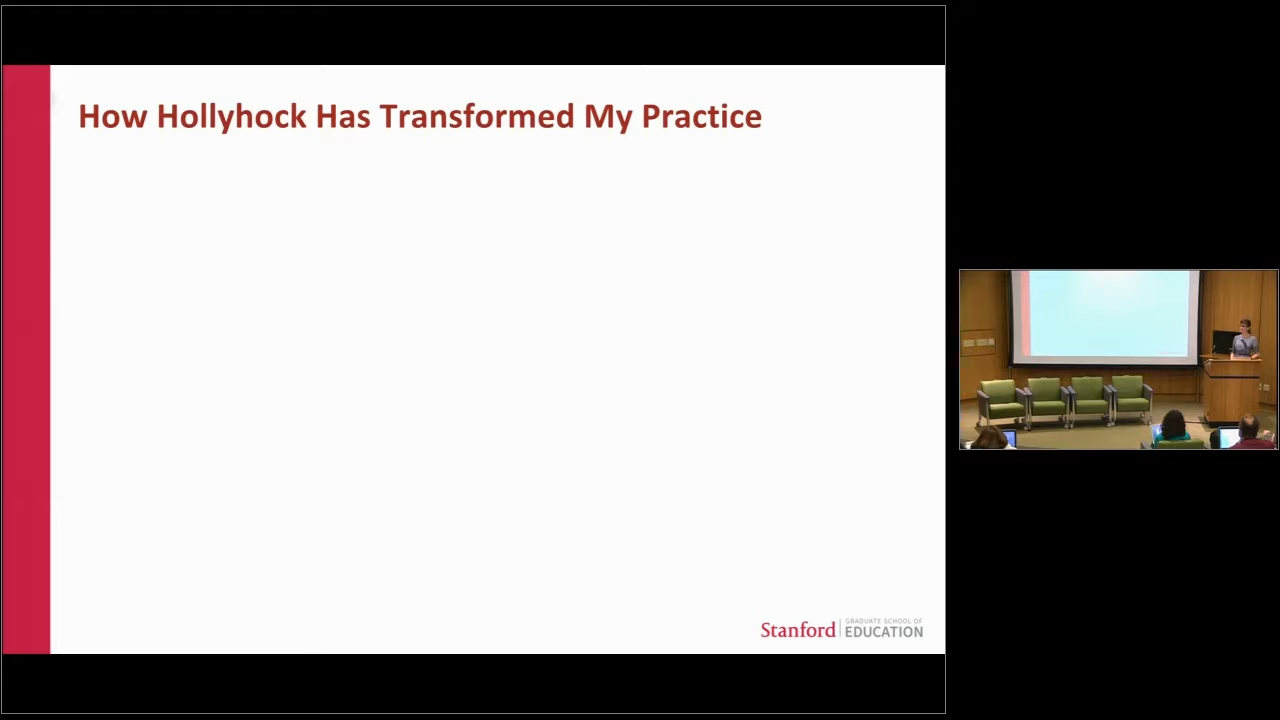 How Hollyhock Has Transformed My Practice
Stanford
GRADUATE SCHOOL OF
EDUCATION